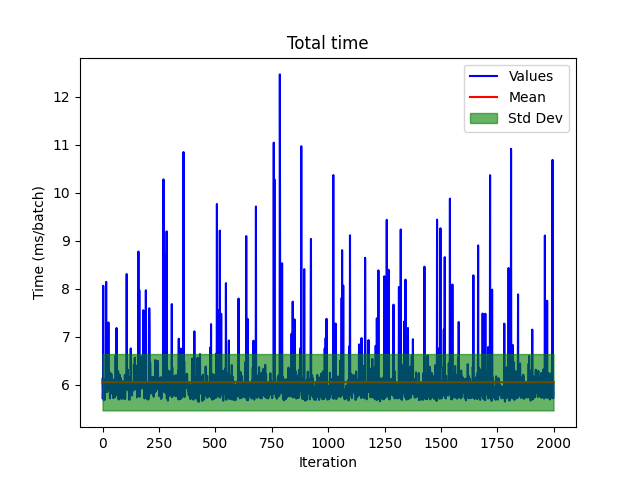 Total time
Values
Mean
Std Dev
Time (ms/batch)
12
11
10
9
8
7
6
0 250 500 750 1000 1250 1500 1750 2000
Iteration